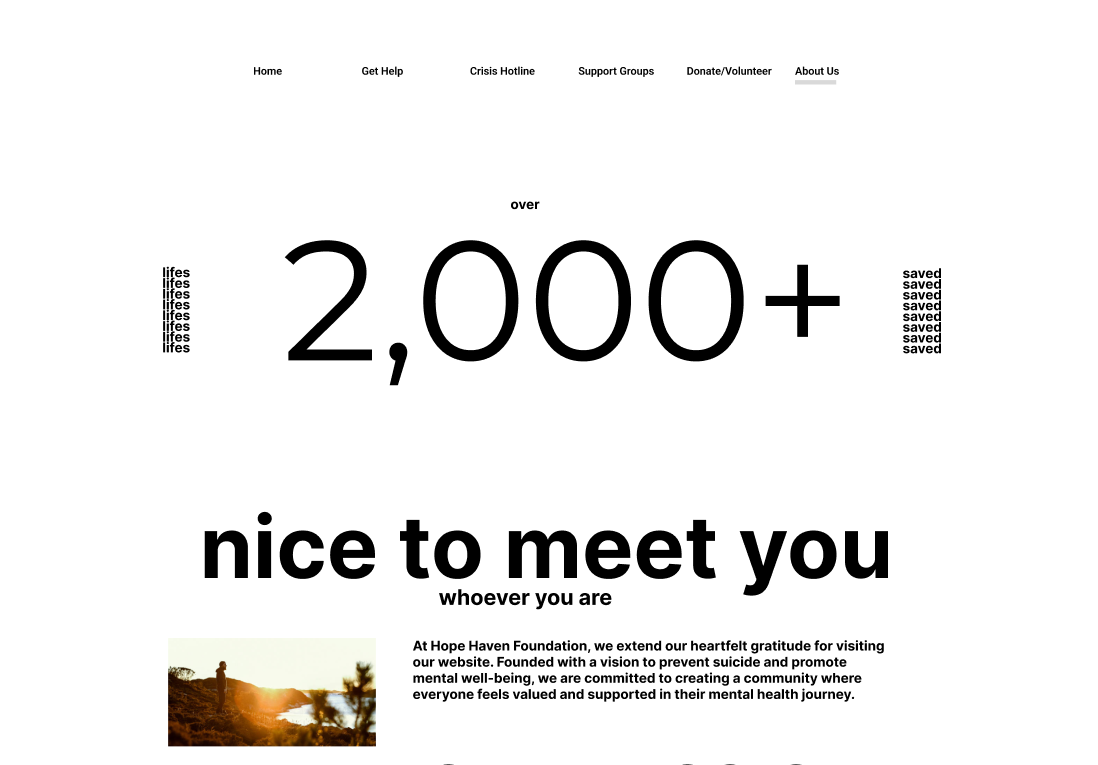 Home Get Help Crisis Hotline Support Groups Donate/Volunteer About Us
over
2,000+
lifes
lifes
lifes
lifes
lifes
lifes
lifes
lifes
saved
saved
saved
saved
saved
saved
saved
saved
nice to meet you
whoever you are
At Hope Haven Foundation, we extend our heartfelt gratitude for visiting
our website. Founded with a vision to prevent suicide and promote
mental well-being, we are committed to creating a community where
everyone feels valued and supported in their mental health journey.